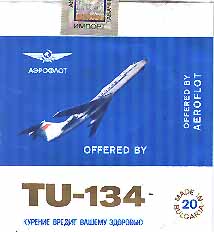 ИМПОРТ
АЭРОФЛОТ
OFFERED BY
AEROFLOT
OFFERED BY
TU-134
MADE IN
20
BULGARIA
КУРЕНИЕ ВРЕДИТ ВАШЕМУ ЗДОРОВЬЮ